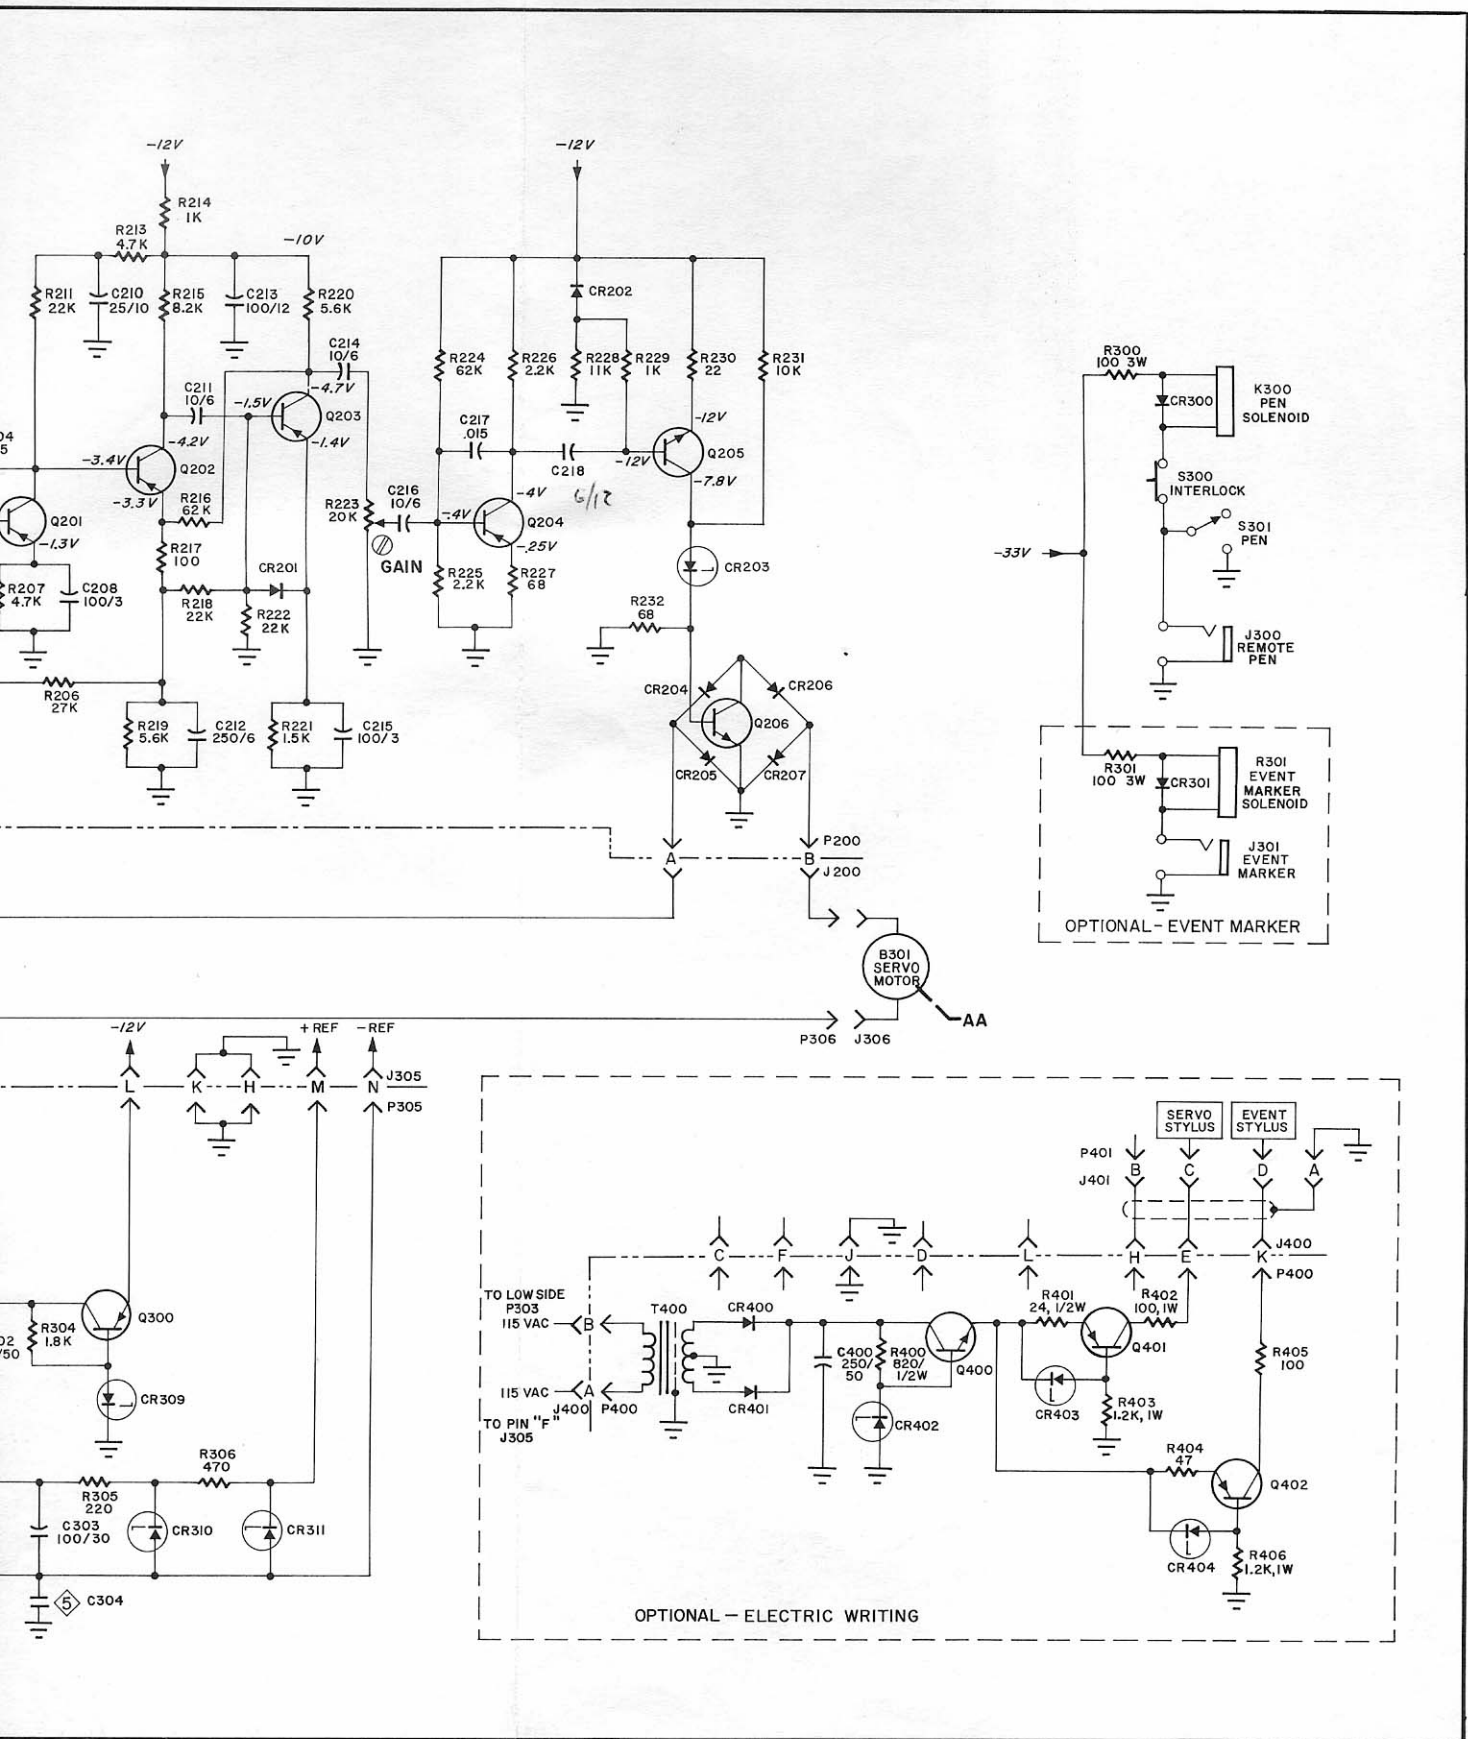 -12V
-12V
R214
1K
R213
4.7K
-10V
R211
22K
C210
25/10
R215
8.2K
C213
100/12
R220
5.6K
CR202
C214
10/6
R224
62K
R226
2.2K
R228
11K
R229
1K
R230
22
R231
10K
R300
100 3W
CR300
K300
PEN
SOLENOID
-4.7V
C211
10/6
-1.5V
Q203
-1.4V
-12V
C217
.015
04
5
-4.2V
-3.4V
Q202
-3.3V
C218
-12V
Q205
-7.8V
6/12
S300
INTERLOCK
R216
62K
R223
20K
C216
10/6
-4V
-.4V
Q204
-.25V
Q201
-1.3V
S301
PEN
-33V
GAIN
R217
100
CR201
R225
2.2K
R227
68
CR203
R207
4.7K
C208
100/3
R218
22K
R222
22K
R232
68
J300
REMOTE
PEN
R206
27K
CR204
CR206
R219
5.6K
C212
250/6
R221
1.5K
C215
100/3
Q206
CR205
CR207
R301
100 3W
CR301
R301
EVENT
MARKER
SOLENOID
P200
A
B
J200
J301
EVENT
MARKER
OPTIONAL-EVENT MARKER
B301
SERVO
MOTOR
AA
P306 J306
-12V
+REF
-REF
L
K
H
M
N
J305
P305
SERVO
STYLUS
EVENT
STYLUS
P401
J401
B
C
D
A
C
F
J
D
L
H
E
K
J400
P400
TO LOW SIDE
P303
115 VAC
B
T400
CR400
R401
24, 1/2W
R402
100, 1W
Q300
02
/50
R304
1.8K
C400
250/
50
R400
820/
1/2W
Q400
Q401
R405
100
115 VAC
A
J400 P400
CR401
CR402
CR403
R403
1.2K, 1W
CR309
TO PIN "F"
J305
R306
470
R404
47
Q402
R305
220
C303
100/30
CR310
CR311
CR404
R406
1.2K, 1W
5
C304
OPTIONAL - ELECTRIC WRITING